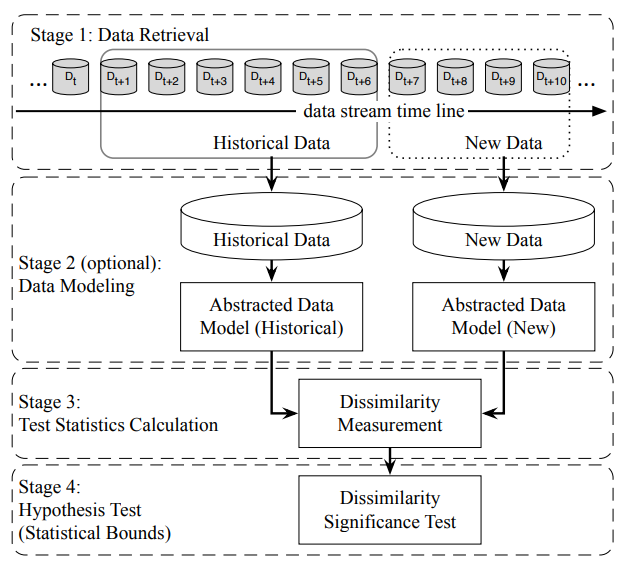 Stage 1: Data Retrieval
... Dt Dt+1 Dt+2 Dt+3 Dt+4 Dt+5 Dt+6 Dt+7 Dt+8 Dt+9 Dt+10 ...
data stream time line
Historical Data New Data
Historical Data New Data
Stage 2 (optional):
Data Modeling
Abstracted Data
Model (Historical)
Abstracted Data
Model (New)
Stage 3:
Test Statistics Calculation
Dissimilarity
Measurement
Stage 4:
Hypothesis Test
(Statistical Bounds)
Dissimilarity
Significance Test